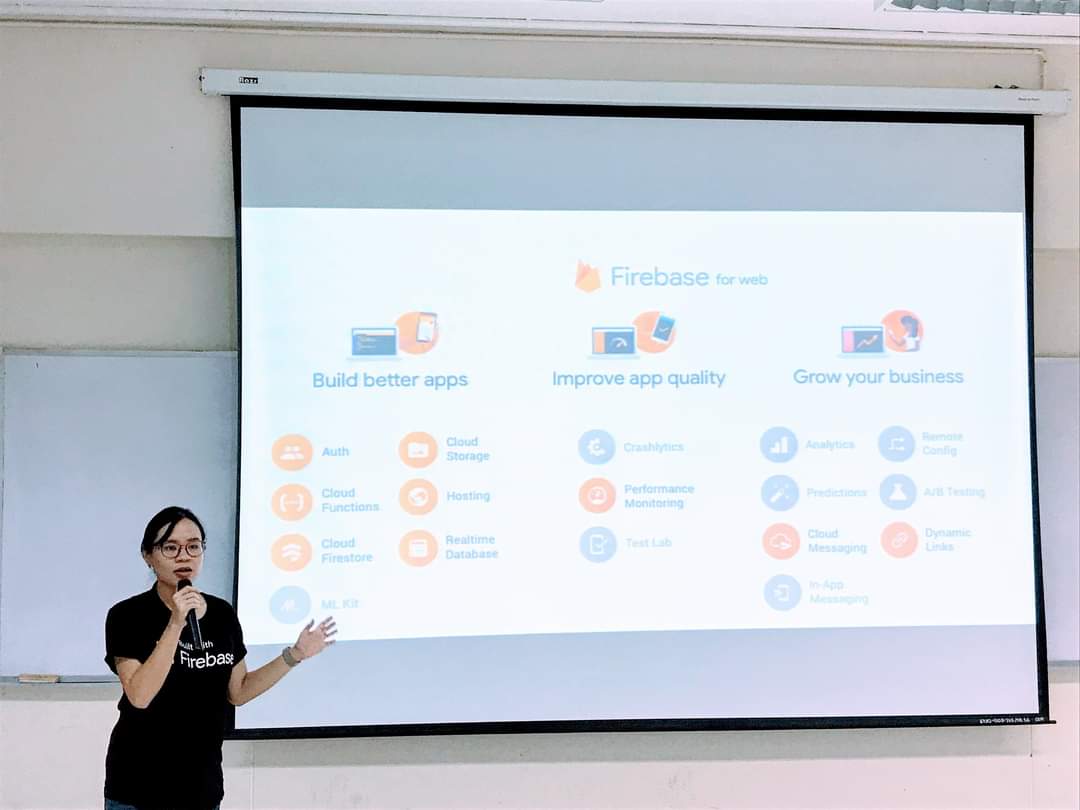 Firebase for web
Build better apps
Improve app quality
Grow your business
Auth
Cloud
Storage
Cloud
Functions
Hosting
Cloud
Firestore
Realtime
Database
ML Kit
Crashlytics
Performance
Monitoring
Test Lab
Analytics
Remote
Config
Predictions
A/B Testing
Cloud
Messaging
Dynamic
Links
In-App
Messaging
Firebase